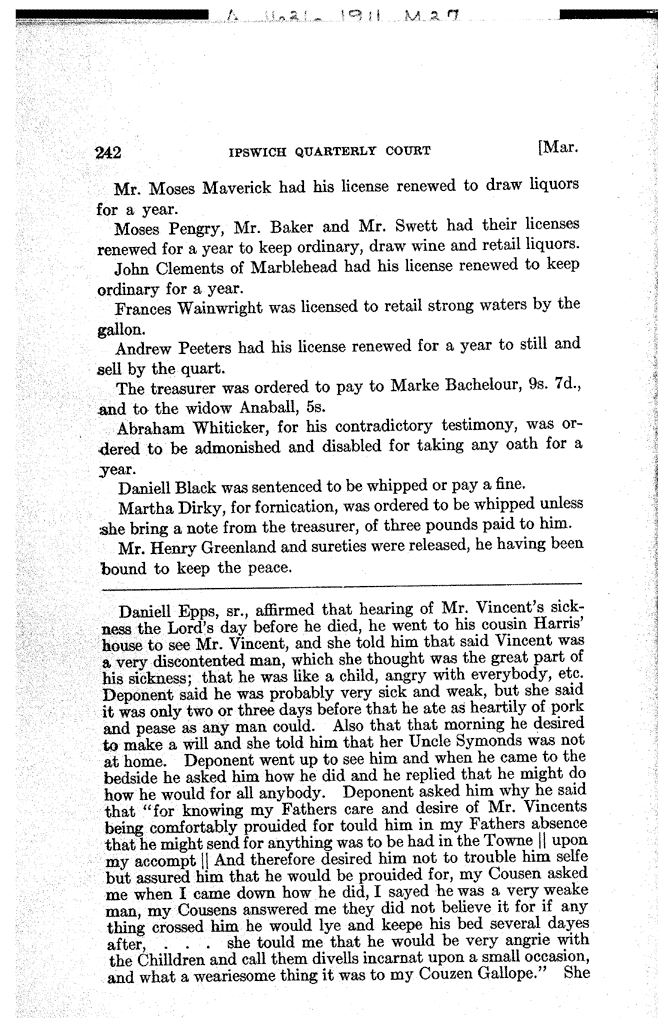 1911 M27
242 IPSWICH QUARTERLY COURT [Mar.
Mr. Moses Maverick had his license renewed to draw liquors
for a year.
Moses Pengry, Mr. Baker and Mr. Swett had their licenses
renewed for a year to keep ordinary, draw wine and retail liquors.
John Clements of Marblehead had his license renewed to keep
ordinary for a year.
Frances Wainwright was licensed to retail strong waters by the
gallon.
Andrew Peeters had his license renewed for a year to still and
sell by the quart.
The treasurer was ordered to pay to Marke Bachelour, 9s. 7d.,
and to the widow Anaball, 5s.
Abraham Whiticker, for his contradictory testimony, was or-
dered to be admonished and disabled for taking any oath for a
year.
Daniell Black was sentenced to be whipped or pay a fine.
Martha Dirky, for fornication, was ordered to be whipped unless
she bring a note from the treasurer, of three pounds paid to him.
Mr. Henry Greenland and sureties were released, he having been
bound to keep the peace.
Daniell Epps, sr., affirmed that hearing of Mr. Vincent's sick-
ness the Lord's day before he died, he went to his cousin Harris'
house to see Mr. Vincent, and she told him that said Vincent was
a very discontented man, which she thought was the great part of
his sickness; that he was like a child, angry with everybody, etc.
Deponent said he was probably very sick and weak, but she said
it was only two or three days before that he ate as heartily of pork
and pease as any man could. Also that that morning he desired
to make a will and she told him that her Uncle Symonds was not
at home. Deponent went up to see him and when he came to the
bedside he asked him how he did and he replied that he might do
how he would for all anybody. Deponent asked him why he said
that "for knowing my Fathers care and desire of Mr. Vincents
being comfortably prouided for tould him in my Fathers absence
that he might send for anything was to be had in the Towne || upon
my accompt || And therefore desired him not to trouble him selfe
but assured him that he would be prouided for, my Cousen asked
me when I came down how he did, I sayed he was a very weake
man, my Cousens answered me they did not believe it for if any
thing crossed him he would lye and keepe his bed several dayes
after, . . . she tould me that he would be very angrie with
the Chilldren and call them divells incarnat upon a small occasion,
and what a weariesome thing it was to my Couzen Gallope." She